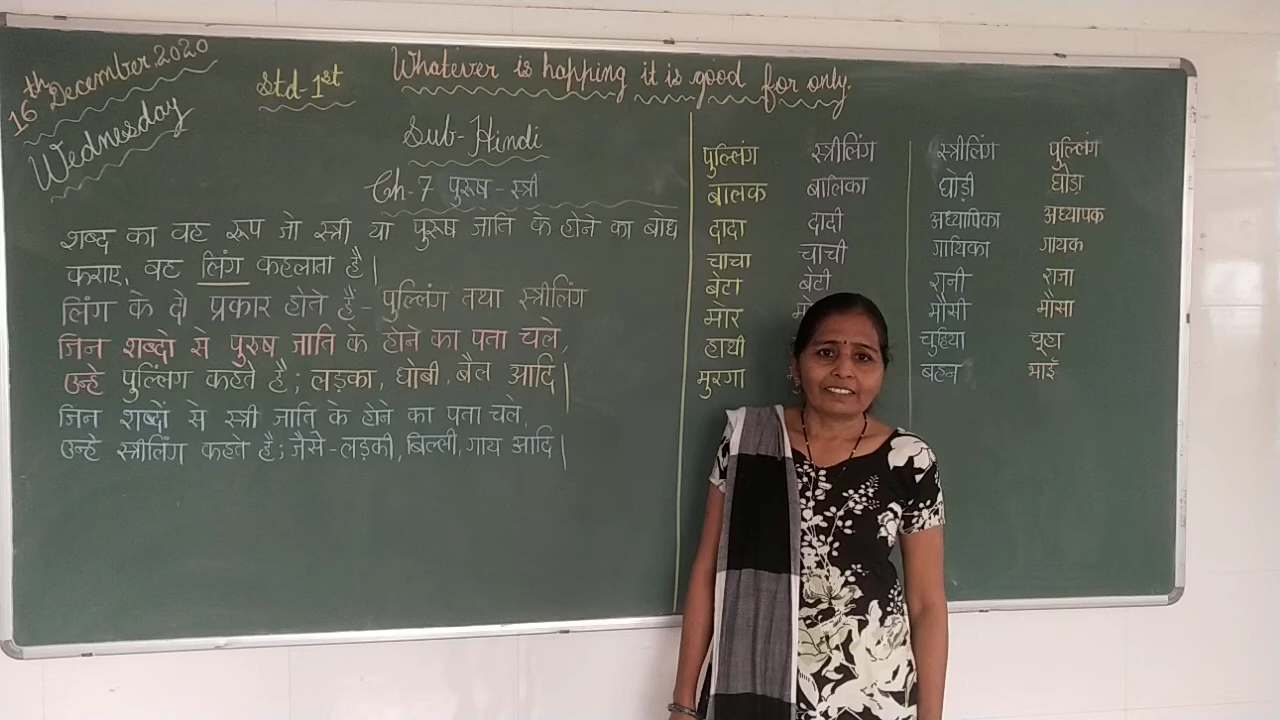 16th December 2020
Wednesday
Std-1st
Whatever is happing it is good for only.
Sub-Hindi
Ch-7 पुरूष-स्त्री
शब्द का वह रूप जो स्त्री या पुरूष जाति के होने का बोध
कराए, वह लिंग कहलाता है|
लिंग के दो प्रकार होते है- पुल्लिंग तथा स्त्रीलिंग
जिन शब्दो से पुरूष जाति के होने का पता चले,
उन्हे पुल्लिंग कहते है; लड़का, धोबी, बैल आदि|
जिन शब्दों से स्त्री जाति के होने का पता चले,
उन्हे स्त्रीलिंग कहते है; जैसे-लड़की, बिल्ली, गाय आदि|
पुल्लिंग स्त्रीलिंग
बालक बालिका
दादा दादी
चाचा चाची
बेटा बेटी
मोर
हाथी
मुरगा
स्त्रीलिंग पुल्लिंग
घोड़ी घोड़ा
अध्यापिका अध्यापक
गायिका गायक
रानी राजा
मौसी मौसा
चुहिया चूहा
बहन भाई